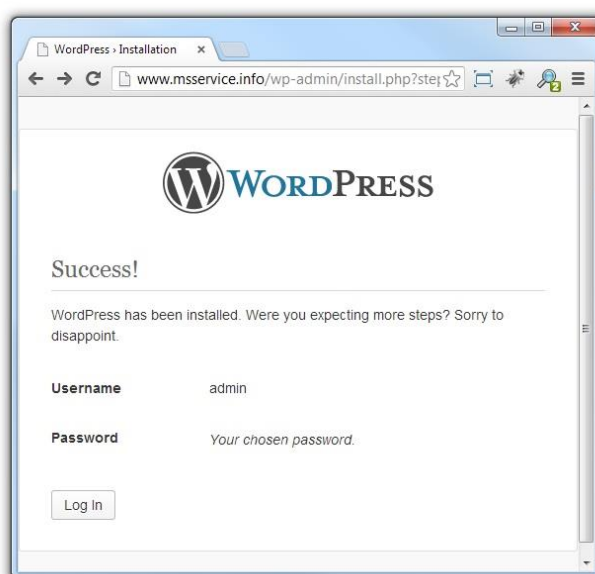 WordPress › Installation
www.msservice.info/wp-admin/install.php?step
2
WORDPRESS
Success!
WordPress has been installed. Were you expecting more steps? Sorry to
disappoint.
Username admin
Password Your chosen password.
Log In